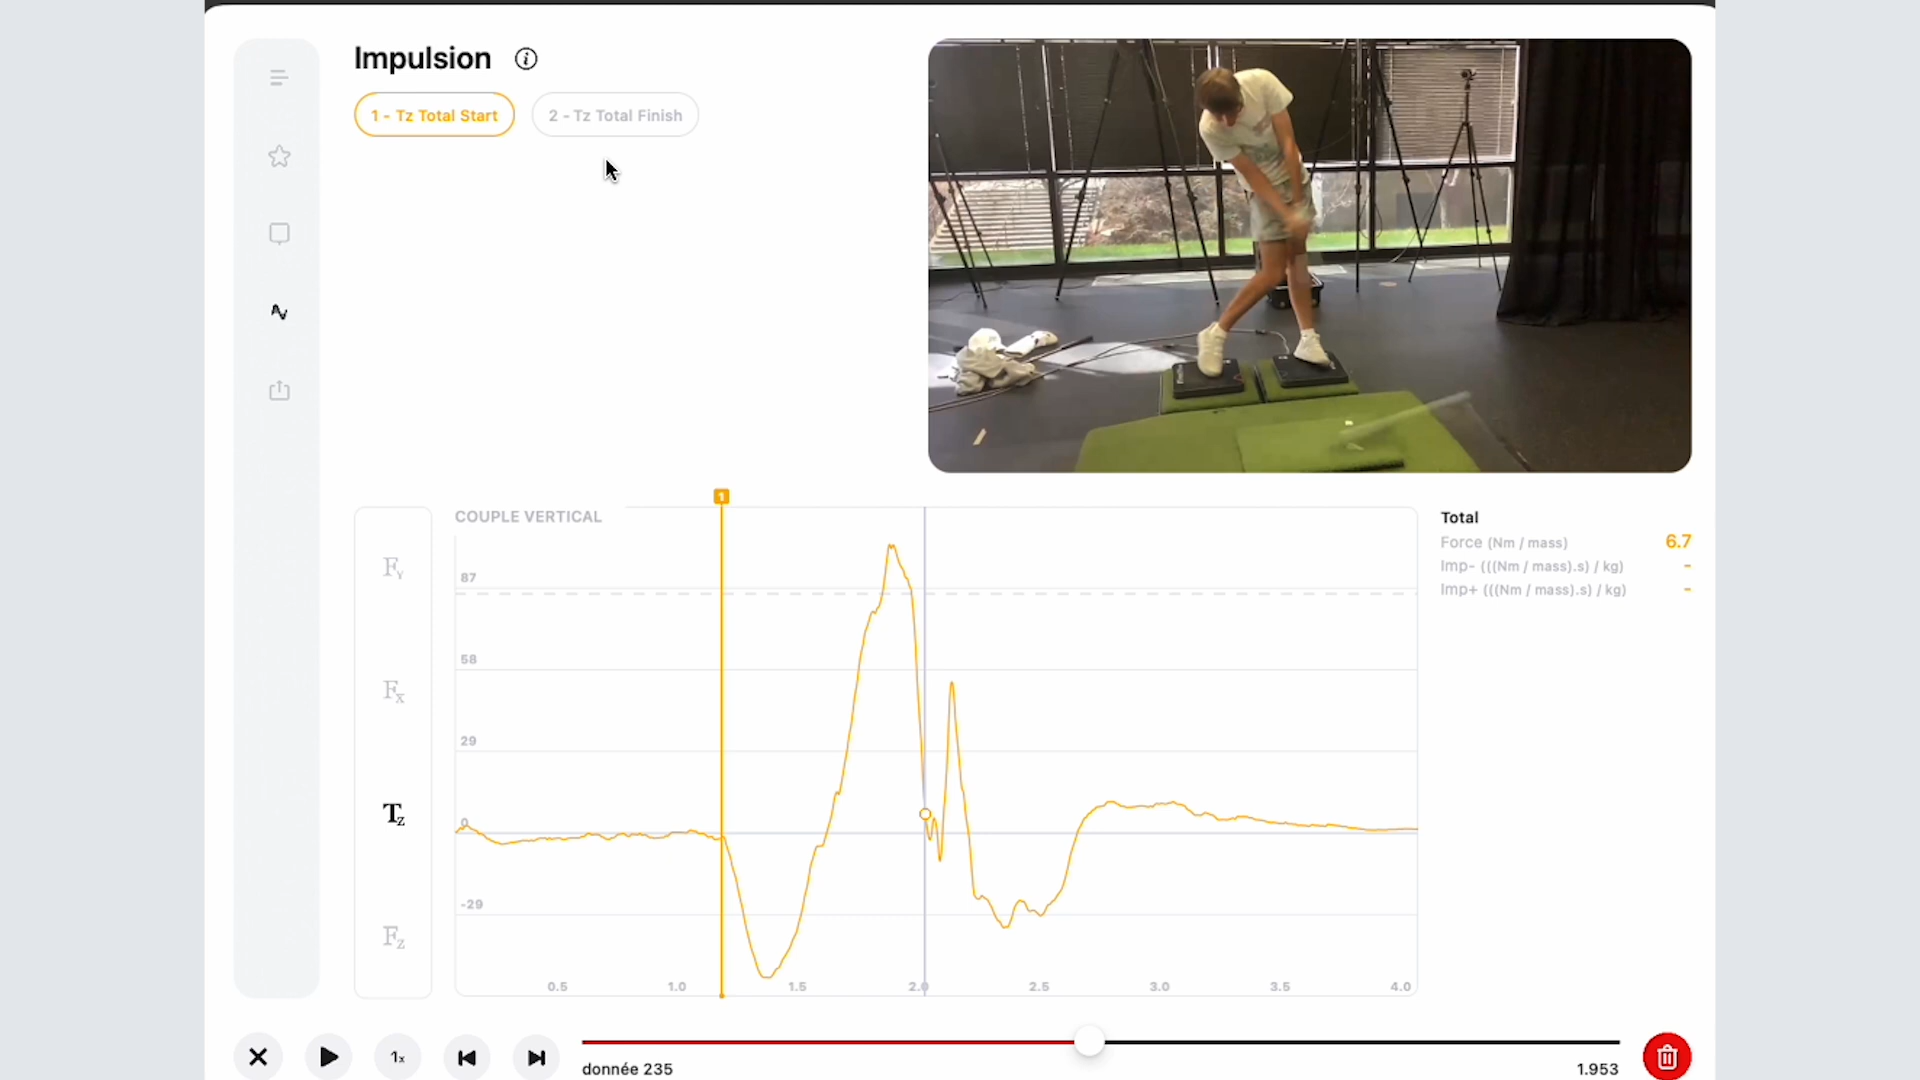 Impulsion
1 - Tz Total Start
2 - Tz Total Finish
1
COUPLE VERTICAL
87
58
29
0
-29
0.5 1.0 1.5 2.0 2.5 3.0 3.5 4.0
Fy
Fx
Tz
Fz
Total
Force (Nm / mass) 6.7
Imp- (((Nm / mass).s) / kg) -
Imp+ (((Nm / mass).s) / kg) -
1x
donnée 235
1.953